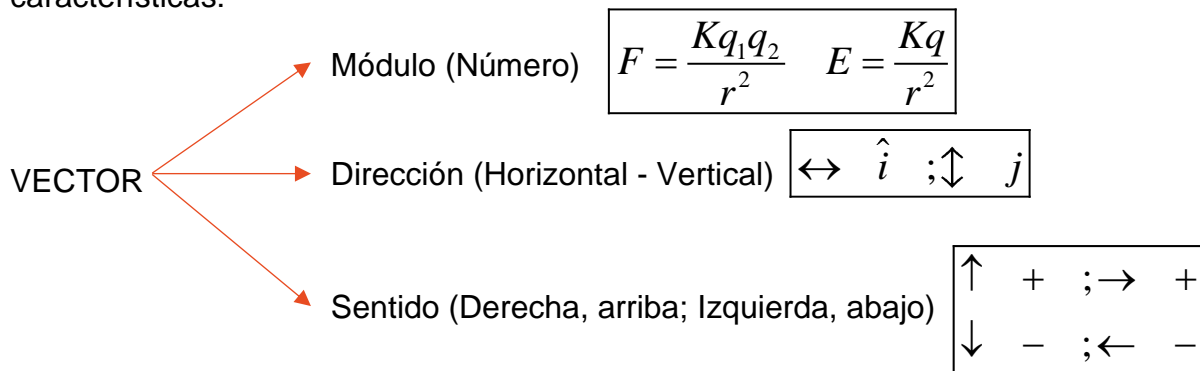 características:
Módulo (Número) F = Kq₁q₂ / r² E = Kq / r²
VECTOR
Dirección (Horizontal - Vertical) ↔ î ;↕ j
Sentido (Derecha, arriba; Izquierda, abajo) ↑ + ;→ +
↓ − ;← −